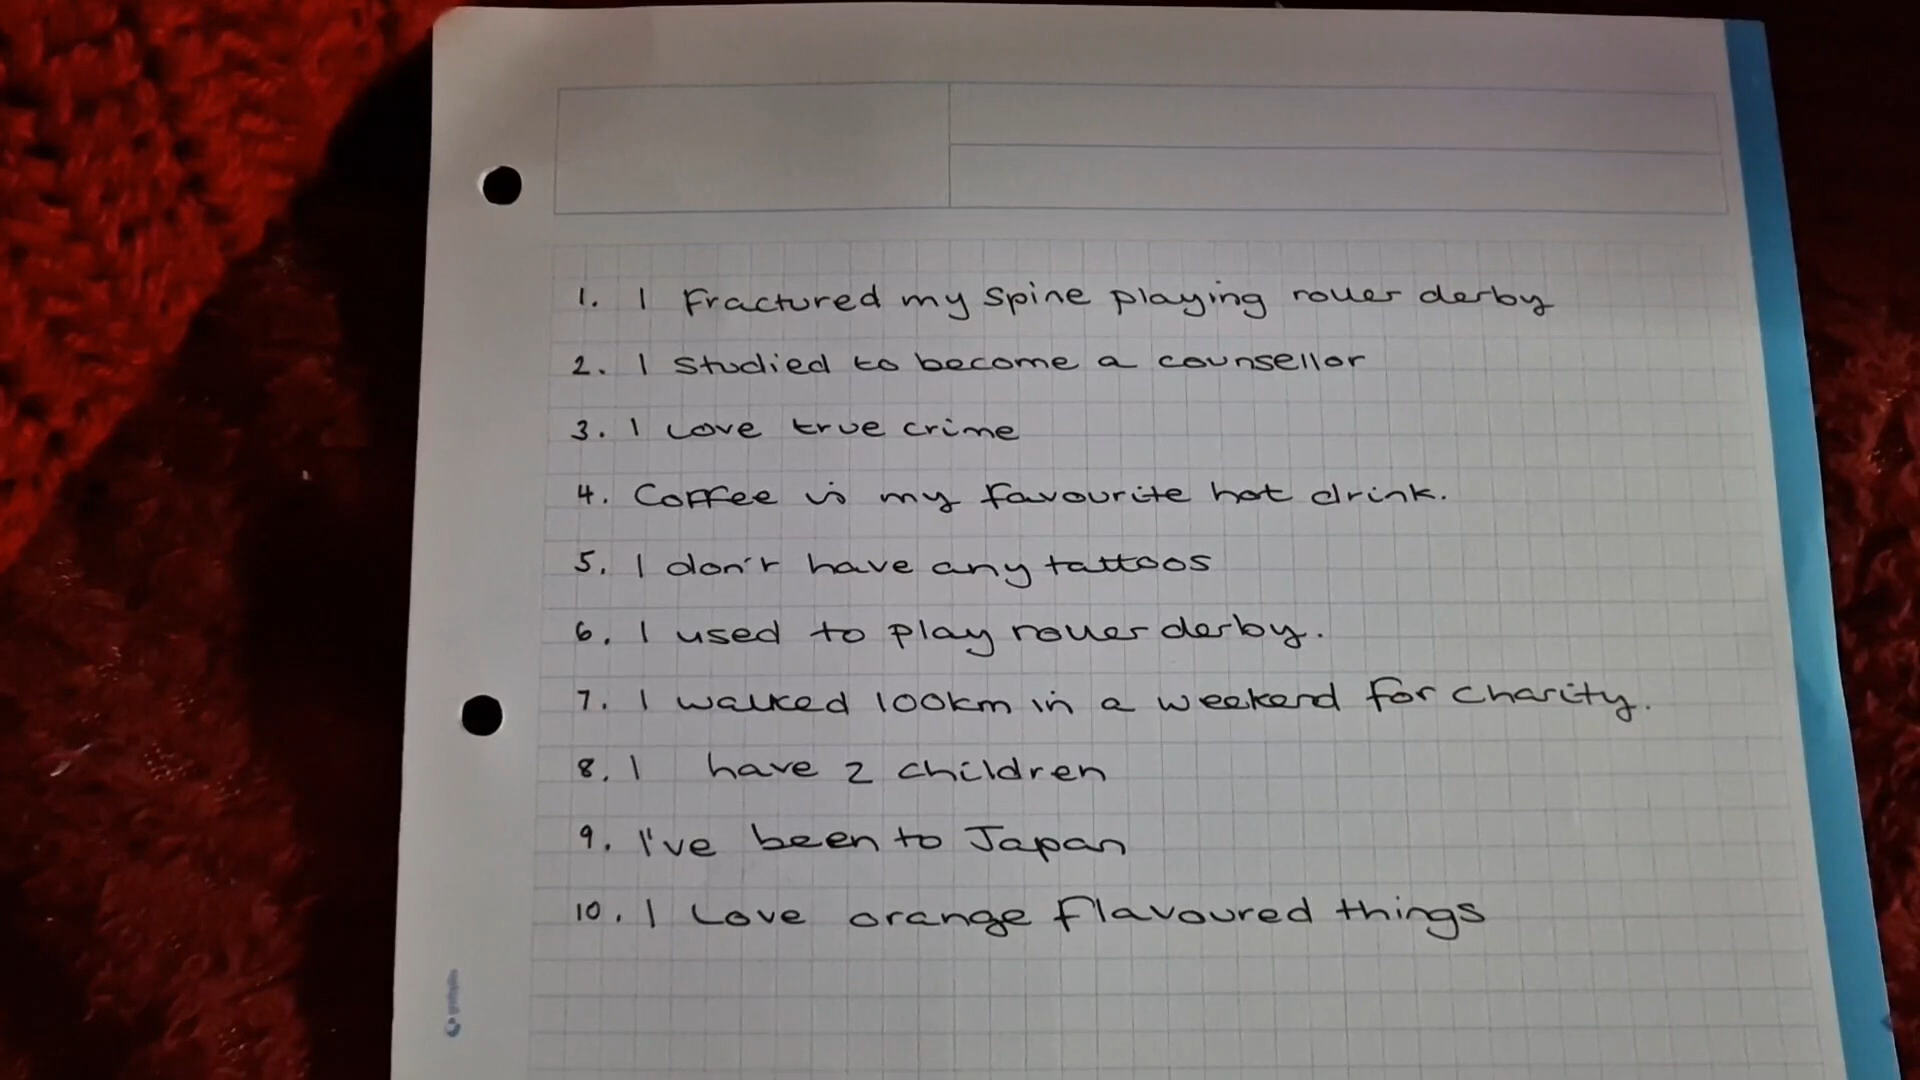 1. I Fractured my spine playing roller derby
2. I studied to become a counsellor
3. I love true crime
4. Coffee is my favourite hot drink.
5. I don't have any tattoos
6. I used to play roller derby.
7. I walked 100km in a weekend for charity.
8. I have 2 children
9. I've been to Japan
10. I love orange flavoured things